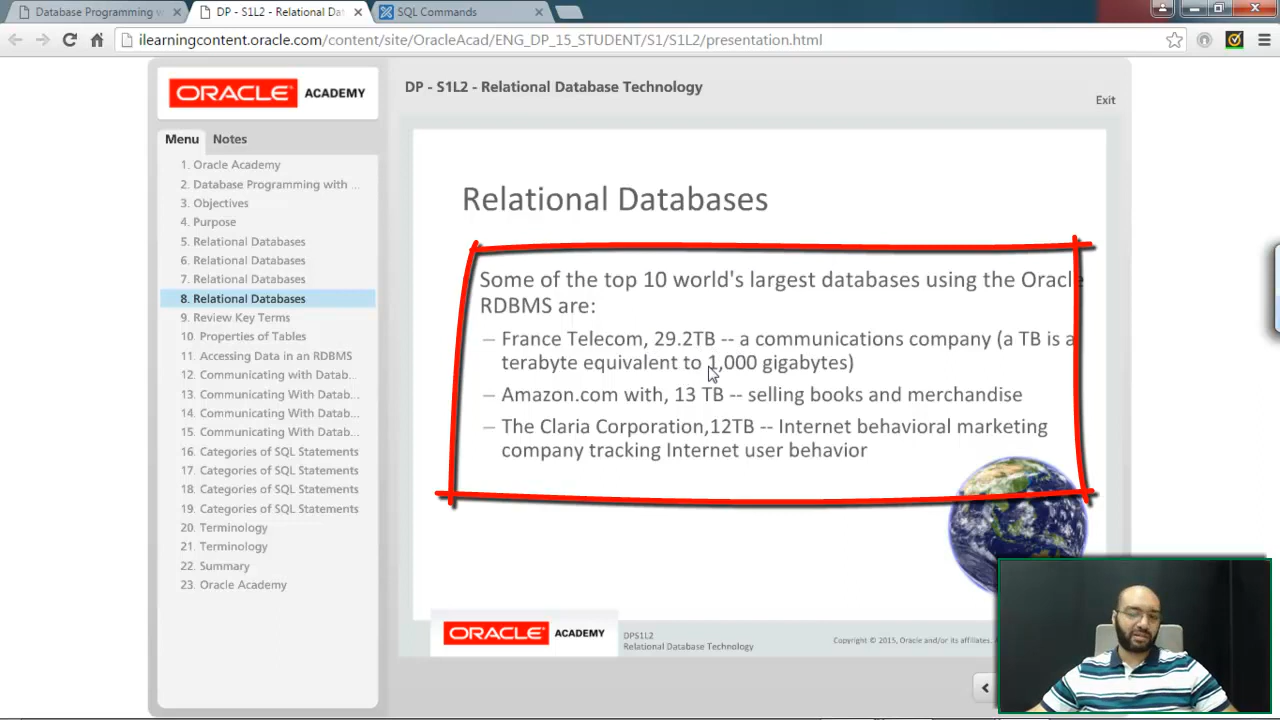 Database Programming with
DP - S1L2 - Relational Da
SQL Commands
ilearningcontent.oracle.com/content/site/OracleAcad/ENG_DP_15_STUDENT/S1/S1L2/presentation.html
ORACLE ACADEMY
DP - S1L2 - Relational Database Technology
Exit
Menu Notes
1. Oracle Academy
2. Database Programming with ...
3. Objectives
4. Purpose
5. Relational Databases
6. Relational Databases
7. Relational Databases
8. Relational Databases
9. Review Key Terms
10. Properties of Tables
11. Accessing Data in an RDBMS
12. Communicating with Datab...
13. Communicating With Datab...
14. Communicating With Datab...
15. Communicating With Datab...
16. Categories of SQL Statements
17. Categories of SQL Statements
18. Categories of SQL Statements
19. Categories of SQL Statements
20. Terminology
21. Terminology
22. Summary
23. Oracle Academy
Relational Databases
Some of the top 10 world's largest databases using the Oracle
RDBMS are:
– France Telecom, 29.2TB -- a communications company (a TB is a
terabyte equivalent to 1,000 gigabytes)
– Amazon.com with, 13 TB -- selling books and merchandise
– The Claria Corporation,12TB -- Internet behavioral marketing
company tracking Internet user behavior
ORACLE ACADEMY
DPS1L2
Relational Database Technology
Copyright © 2015, Oracle and/or its affiliates.